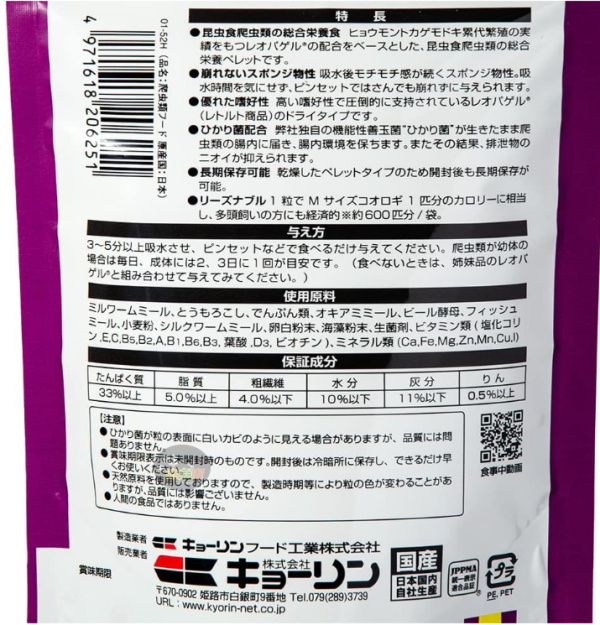 特長
●昆虫食爬虫類の総合栄養食 ヒョウモントカゲモドキ累代繁殖の実
績をもつレオパゲル®の配合をベースとした、昆虫食爬虫類の総合
栄養ペレットです。
●崩れないスポンジ物性 吸水後モチモチ感が続くスポンジ物性。吸
水時間を気にせず、ピンセットではさんでも崩れずに与えられます。
●優れた嗜好性 高い嗜好性で圧倒的に支持されているレオパゲル®
(レトルト商品)のドライタイプです。
●ひかり菌配合 弊社独自の機能性善玉菌"ひかり菌"が生きたまま爬
虫類の腸内に届き、腸内環境を保ちます。またその結果、排泄物の
ニオイが抑えられます。
●長期保存可能 乾燥したペレットタイプのため開封後も長期保存が
可能。
●リーズナブル 1粒でMサイズコオロギ1匹分のカロリーに相当
し、多頭飼いの方にも経済的※約600匹分/袋。
01-52H (品名:爬虫類フード 原産国:日本)
4 971618 206251
与え方
3〜5分以上吸水させ、ピンセットなどで食べるだけ与えてください。爬虫類が幼体の
場合は毎日、成体には2、3日に1回が目安です。(食べないときは、姉妹品のレオパ
ゲル®と組み合わせて与えてみてください。)
使用原料
ミルワームミール、とうもろこし、でんぷん類、オキアミミール、ビール酵母、フィッシュ
ミール、小麦粉、シルクワームミール、卵白粉末、海藻粉末、生菌剤、ビタミン類(塩化コリ
ン,E,C,B5,B2,A,B1,B6,B3,葉酸,D3,ビオチン)、ミネラル類(Ca,Fe,Mg,Zn,Mn,Cu,I)
保証成分
たんぱく質 脂質 粗繊維 水分 灰分 りん
33%以上 5.0%以上 4.0%以下 10%以下 11%以下 0.5%以上
【注意】
●ひかり菌が粒の表面に白いカビのように見える場合がありますが、品質には問
題ありません。
●賞味期限表示は未開封時のものです。開封後は冷暗所に保存し、できるだけ早
くお使いください。
●天然原料を使用しておりますので、製造時期等により粒の色が変わることがあ
りますが、品質には影響ございません。
●人間の食品ではありません。
食事中動画
製造業者 キョーリンフード工業株式会社
販売業者 株式会社キョーリン
〒670-0902 姫路市白銀町9番地 Tel.079(289)3739
URL:www.kyorin-net.co.jp
国産
日本国内
自社生産
JPPMA
統一表示
適合品証
プラ
PE, PET
賞味期限